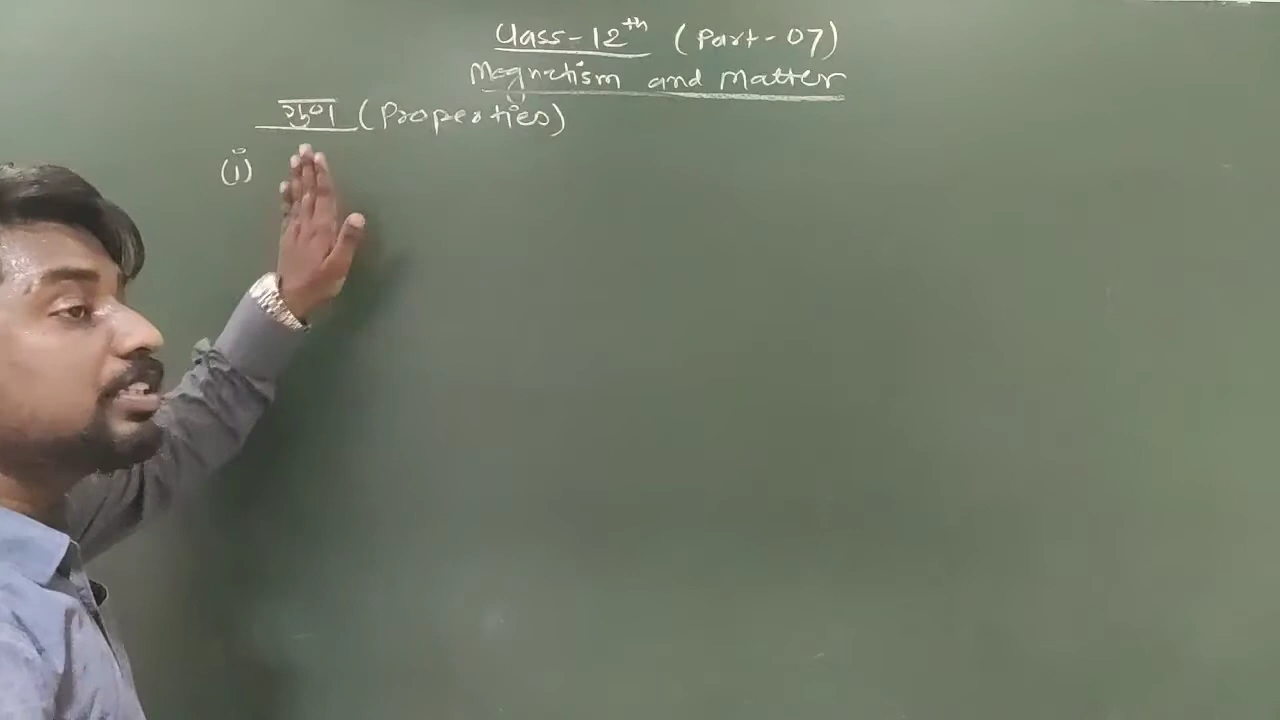 Class-12th (Part-07)
Magnetism and Matter
गुण (Properties)
(i)